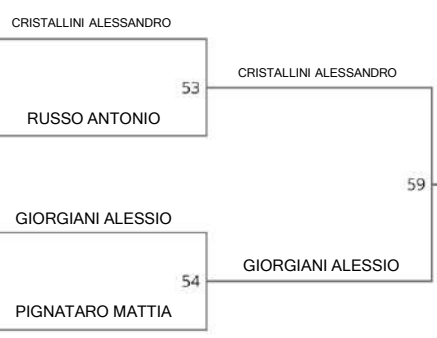 CRISTALLINI ALESSANDRO
53
CRISTALLINI ALESSANDRO
RUSSO ANTONIO
59
GIORGIANI ALESSIO
54
GIORGIANI ALESSIO
PIGNATARO MATTIA